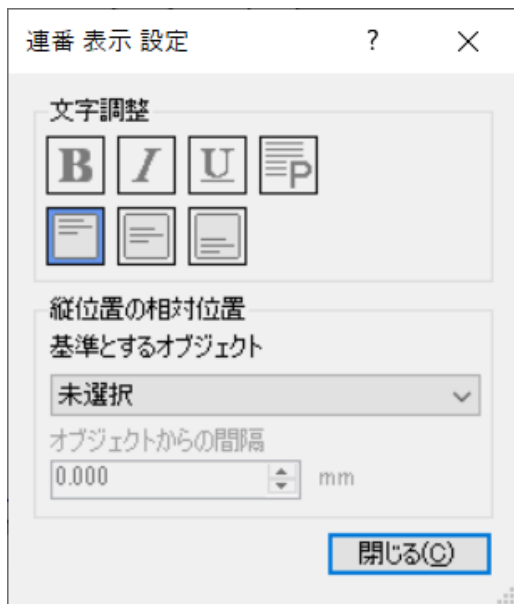 連番 表示 設定 ?
文字調整
B I U P
縦位置の相対位置
基準とするオブジェクト
未選択
オブジェクトからの間隔
0.000 mm
閉じる(C)